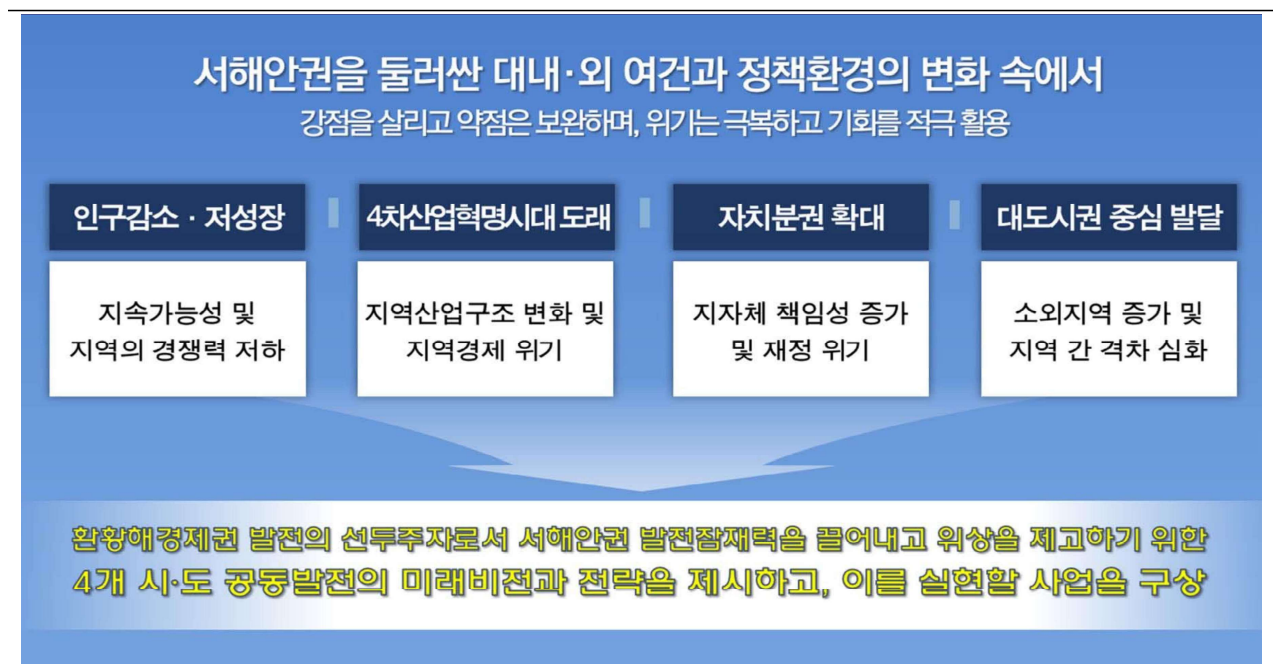 서해안권을 둘러싼 대내·외 여건과 정책환경의 변화 속에서
강점을 살리고 약점은 보완하며, 위기는 극복하고 기회를 적극 활용
인구감소 · 저성장
4차산업혁명시대 도래
자치분권 확대
대도시권 중심 발달
지속가능성 및
지역의 경쟁력 저하
지역산업구조 변화 및
지역경제 위기
지자체 책임성 증가
및 재정 위기
소외지역 증가 및
지역 간 격차 심화
환황해경제권 발전의 선두주자로서 서해안권 발전잠재력을 끌어내고 위상을 제고하기 위한
4개 시·도 공동발전의 미래비전과 전략을 제시하고, 이를 실현할 사업을 구상